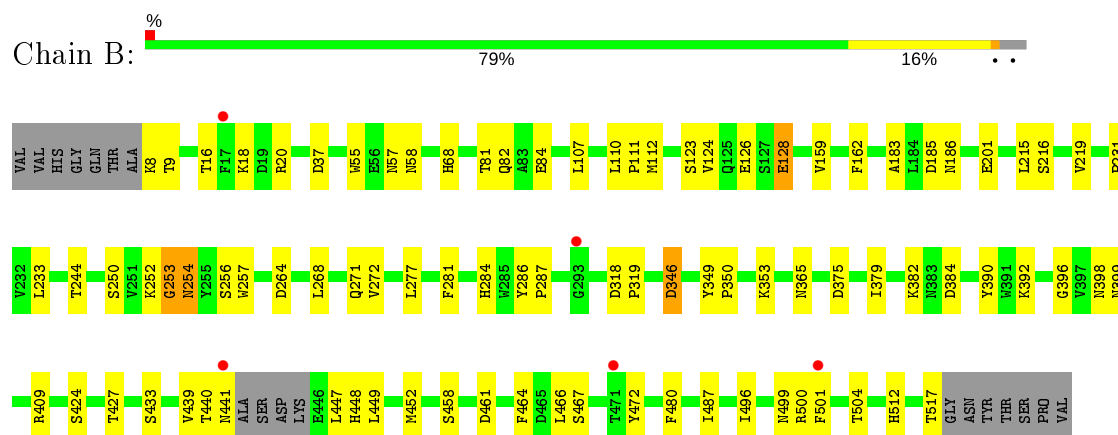 %
Chain B:
79% 16% • •
VAL VAL HIS GLY GLN THR ALA K8 T9 T16 F17 K18 D19 R20 D37 W55 E56 N57 N58 H68 T81 Q82 A83 E84 L107 L110 P111 M112 S123 V124 Q125 E126 S127 E128 V159 F162 A183 L184 D185 N186 E201 L215 S216 V219
V232 L233 T244 S250 V251 K252 G253 N254 Y255 S256 W257 D264 L268 Q271 V272 L277 F281 H284 W285 Y286 P287 G293 D318 P319 D346 Y349 P350 K353 N365 D375 I379 K382 N383 D384 Y390 W391 K392 G396 V397 N398
R409 S424 T427 S433 V439 T440 N441 ALA SER ASP LYS E446 L447 H448 L449 M452 S458 D461 F464 D465 L466 S467 T471 Y472 F480 I487 I496 N499 R500 F501 T504 H512 T517 GLY ASN TYR THR SER PRO VAL